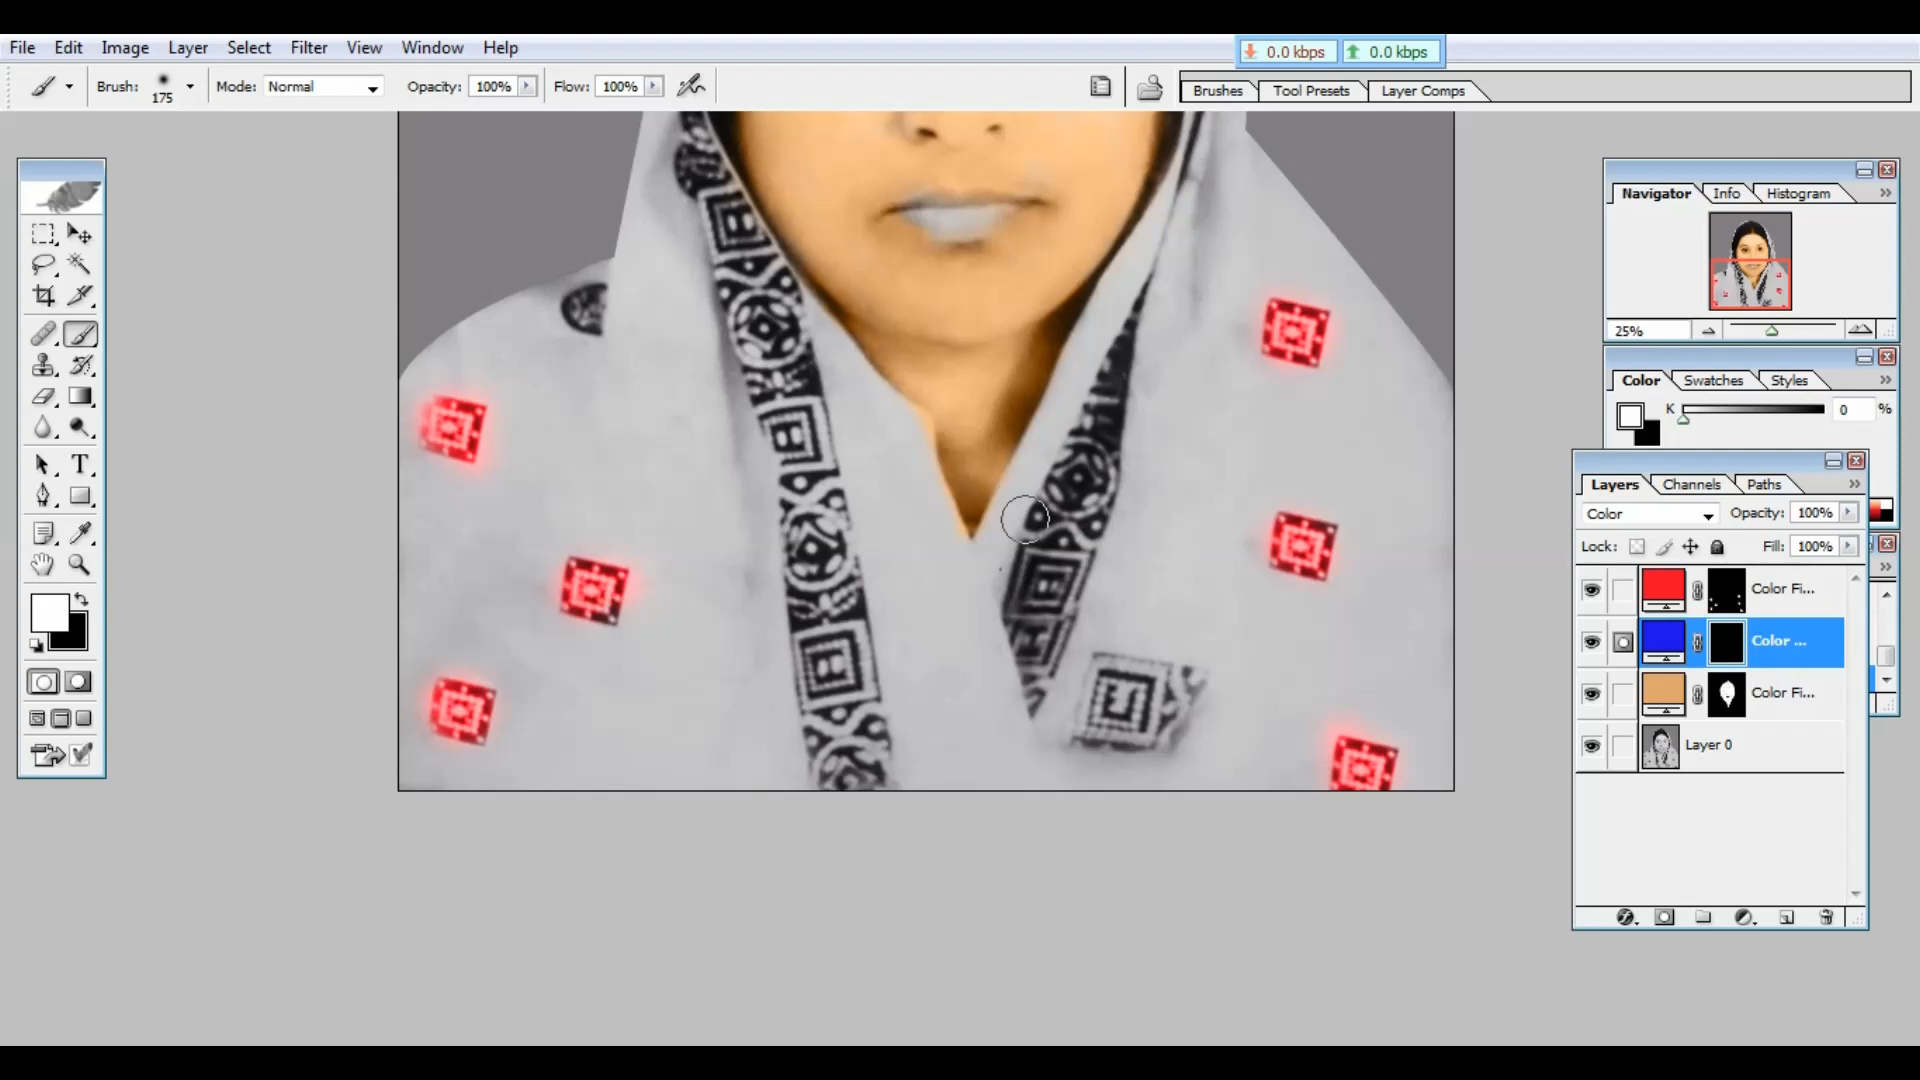 File Edit Image Layer Select Filter View Window Help
0.0 kbps 0.0 kbps
Brush: 175 Mode: Normal Opacity: 100% Flow: 100%
Brushes Tool Presets Layer Comps
Navigator Info Histogram
25%
Color Swatches Styles
K 0 %
Layers Channels Paths
Color Opacity: 100%
Lock: Fill: 100%
Color Fi...
Color ...
Color Fi...
Layer 0
T